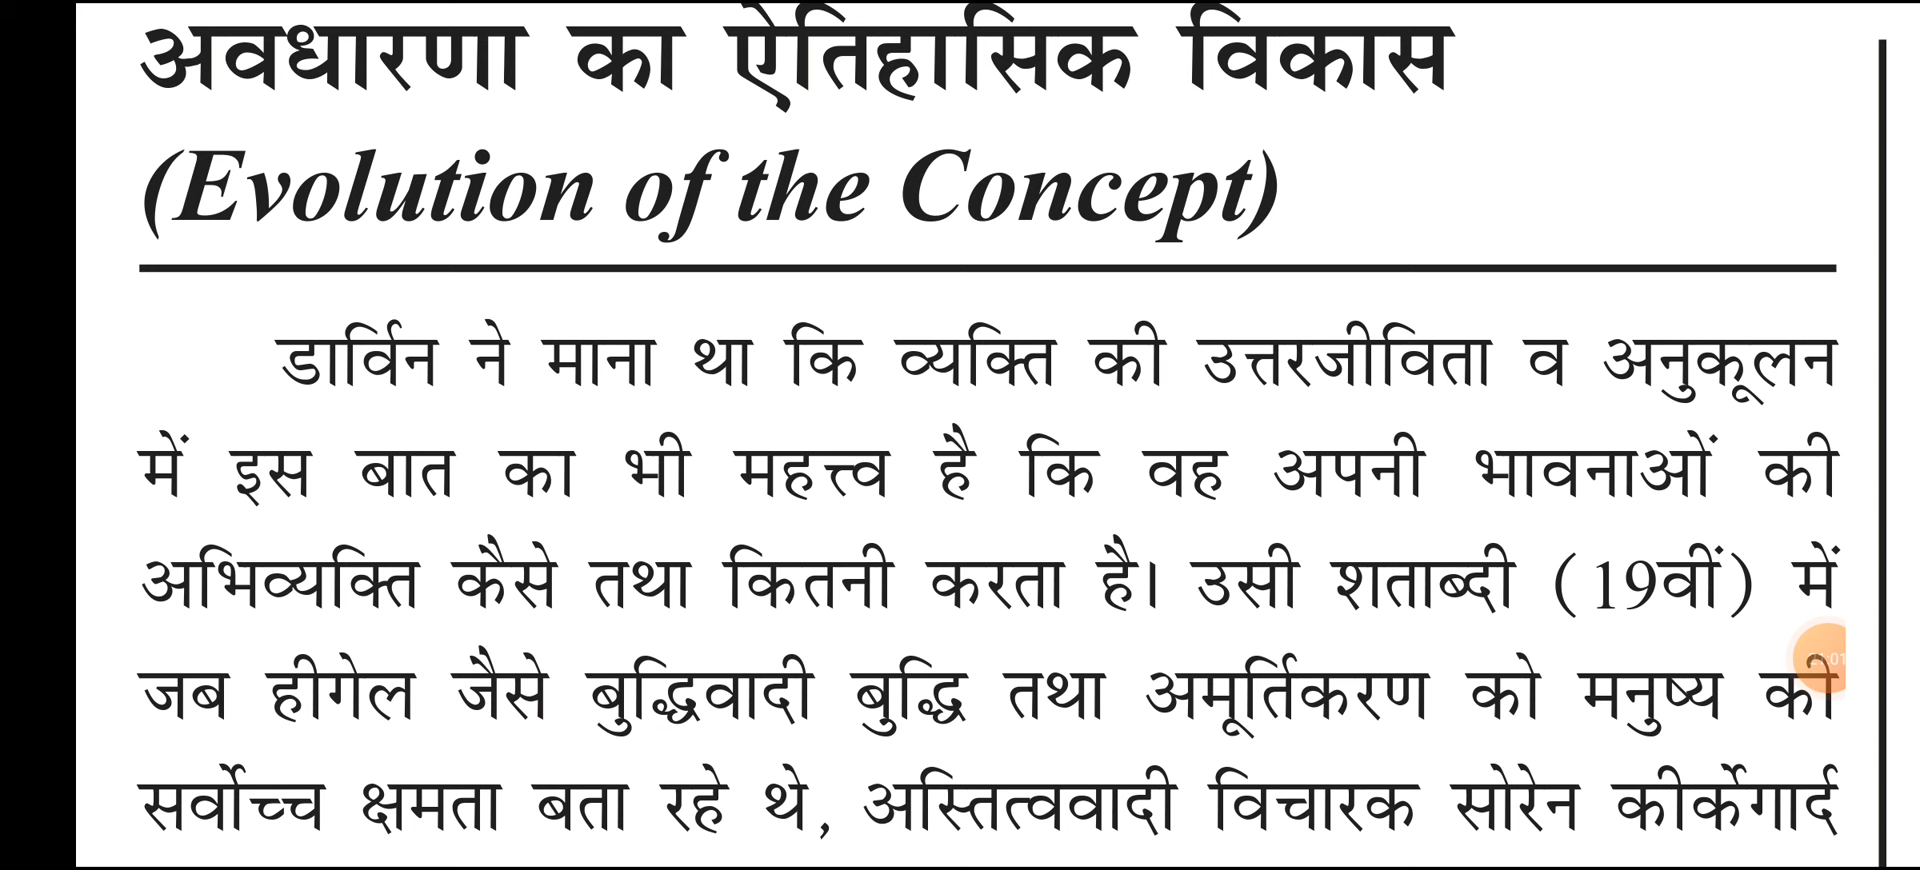 अवधारणा का ऐतिहासिक विकास
(Evolution of the Concept)
डार्विन ने माना था कि व्यक्ति की उत्तरजीविता व अनुकूलन
में इस बात का भी महत्त्व है कि वह अपनी भावनाओं की
अभिव्यक्ति कैसे तथा कितनी करता है। उसी शताब्दी (19वीं) में
जब हीगेल जैसे बुद्धिवादी बुद्धि तथा अमूर्तिकरण को मनुष्य की
सर्वोच्च क्षमता बता रहे थे, अस्तित्ववादी विचारक सोरेन कीर्केगार्द